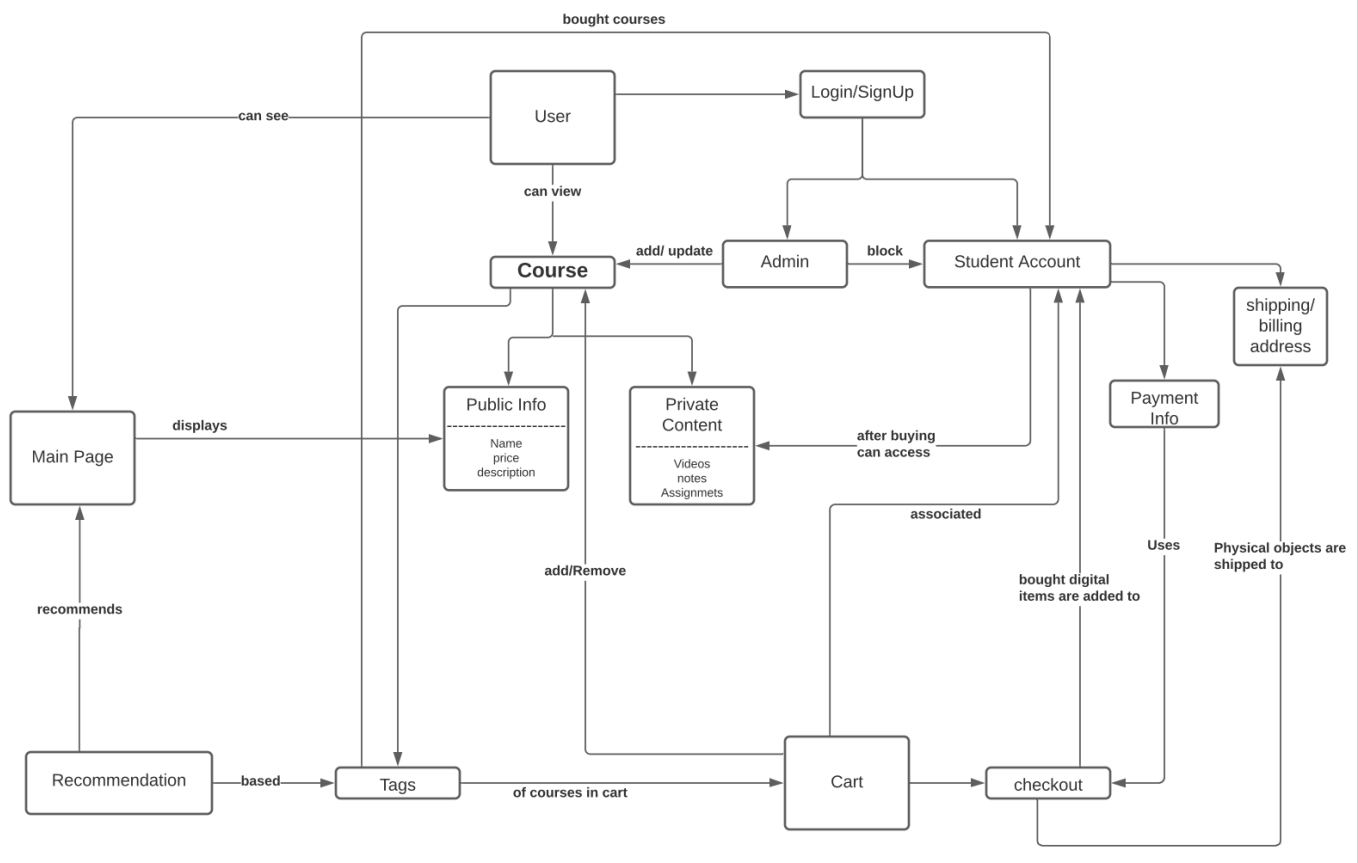 bought courses
User
Login/SignUp
can see
can view
Course
add/ update
Admin
block
Student Account
shipping/
billing
address
Public Info
Name
price
description
Private
Content
Videos
notes
Assignmets
Payment
Info
Main Page
displays
after buying
can access
associated
Uses
Physical objects are
shipped to
add/Remove
bought digital
items are added to
recommends
Recommendation
based
Tags
of courses in cart
Cart
checkout